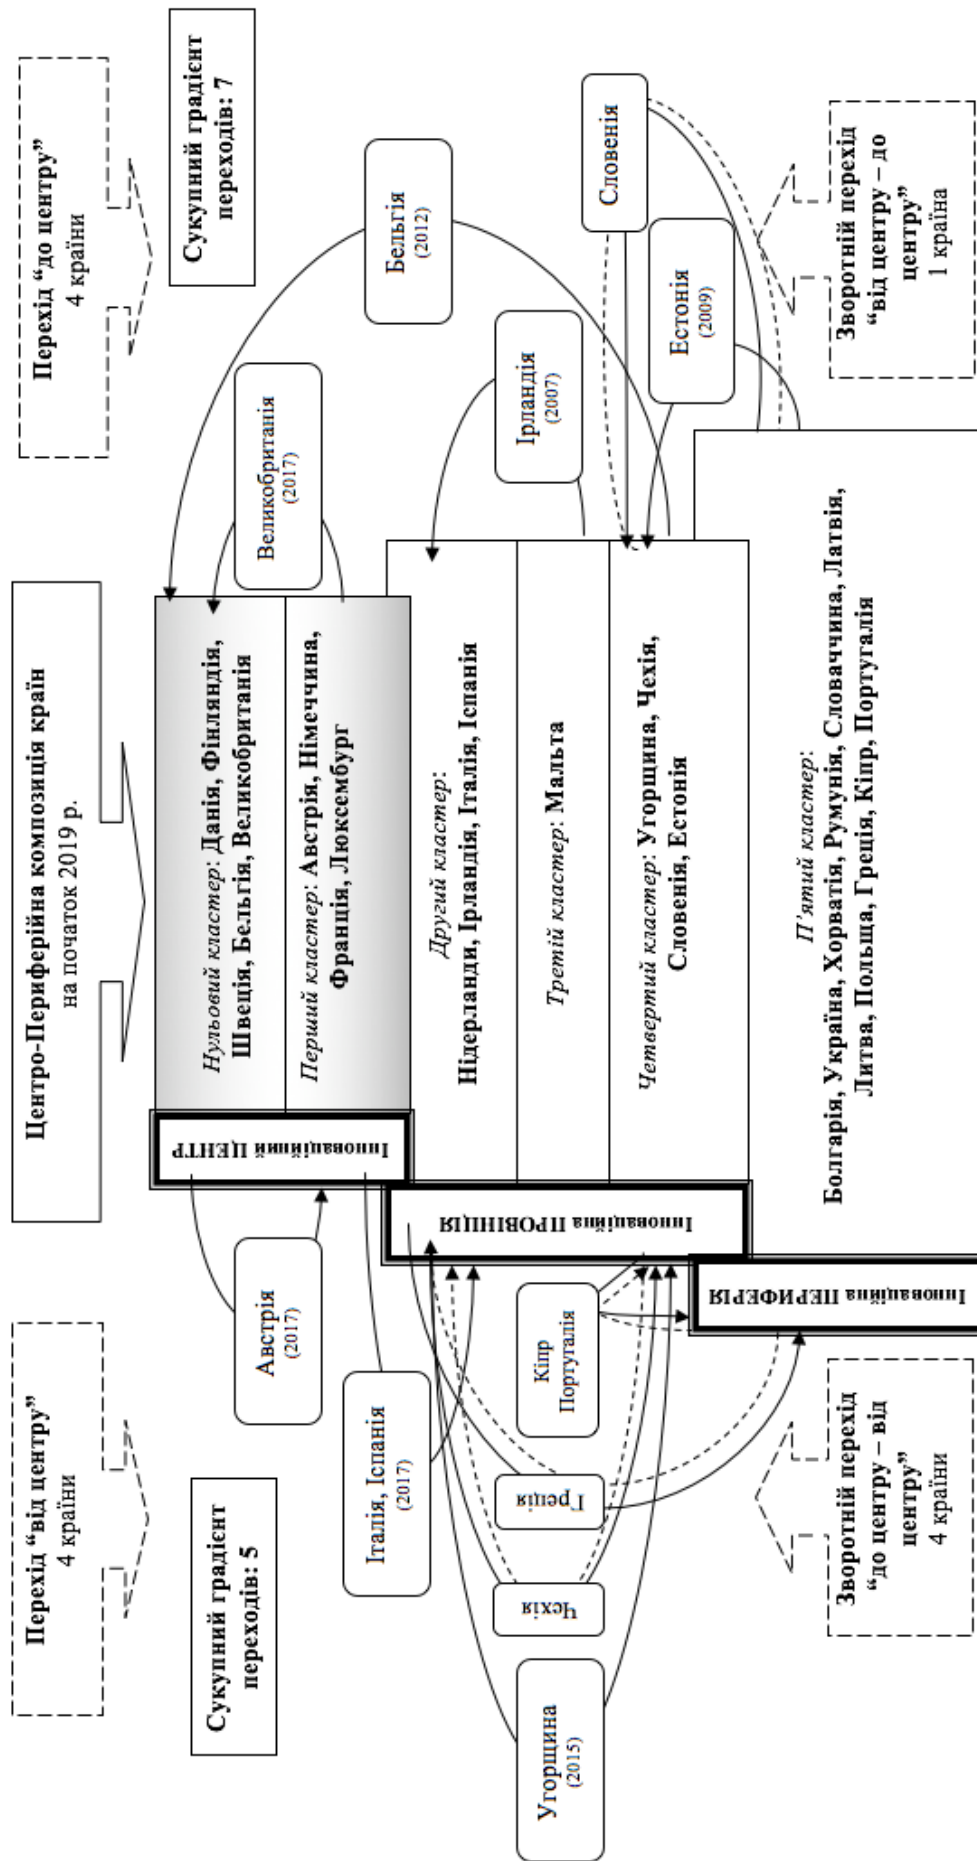 Перехід “від центру”
4 країни
Центро-Периферійна композиція країн
на початок 2019 р.
Перехід “до центру”
4 країни
Сукупний градієнт
переходів: 5
Сукупний градієнт
переходів: 7
Інноваційний ЦЕНТР
Нульовий кластер: Данія, Фінляндія,
Швеція, Бельгія, Великобританія
Перший кластер: Австрія, Німеччина,
Франція, Люксембург
Австрія
(2017)
Великобританія
(2017)
Італія, Іспанія
(2017)
Бельгія
(2012)
Інноваційна ПРОВІНЦІЯ
Другий кластер:
Нідерланди, Ірландія, Італія, Іспанія
Третій кластер: Мальта
Четвертий кластер: Угорщина, Чехія,
Словенія, Естонія
Угорщина
(2015)
Чехія
Греція
Кіпр
Португалія
Ірландія
(2007)
Словенія
Естонія
(2009)
Інноваційна ПЕРИФЕРІЯ
П’ятий кластер:
Болгарія, Україна, Хорватія, Румунія, Словаччина, Латвія,
Литва, Польща, Греція, Кіпр, Португалія
Зворотній перехід
“до центру – від
центру”
4 країни
Зворотній перехід
“від центру – до
центру”
1 країна